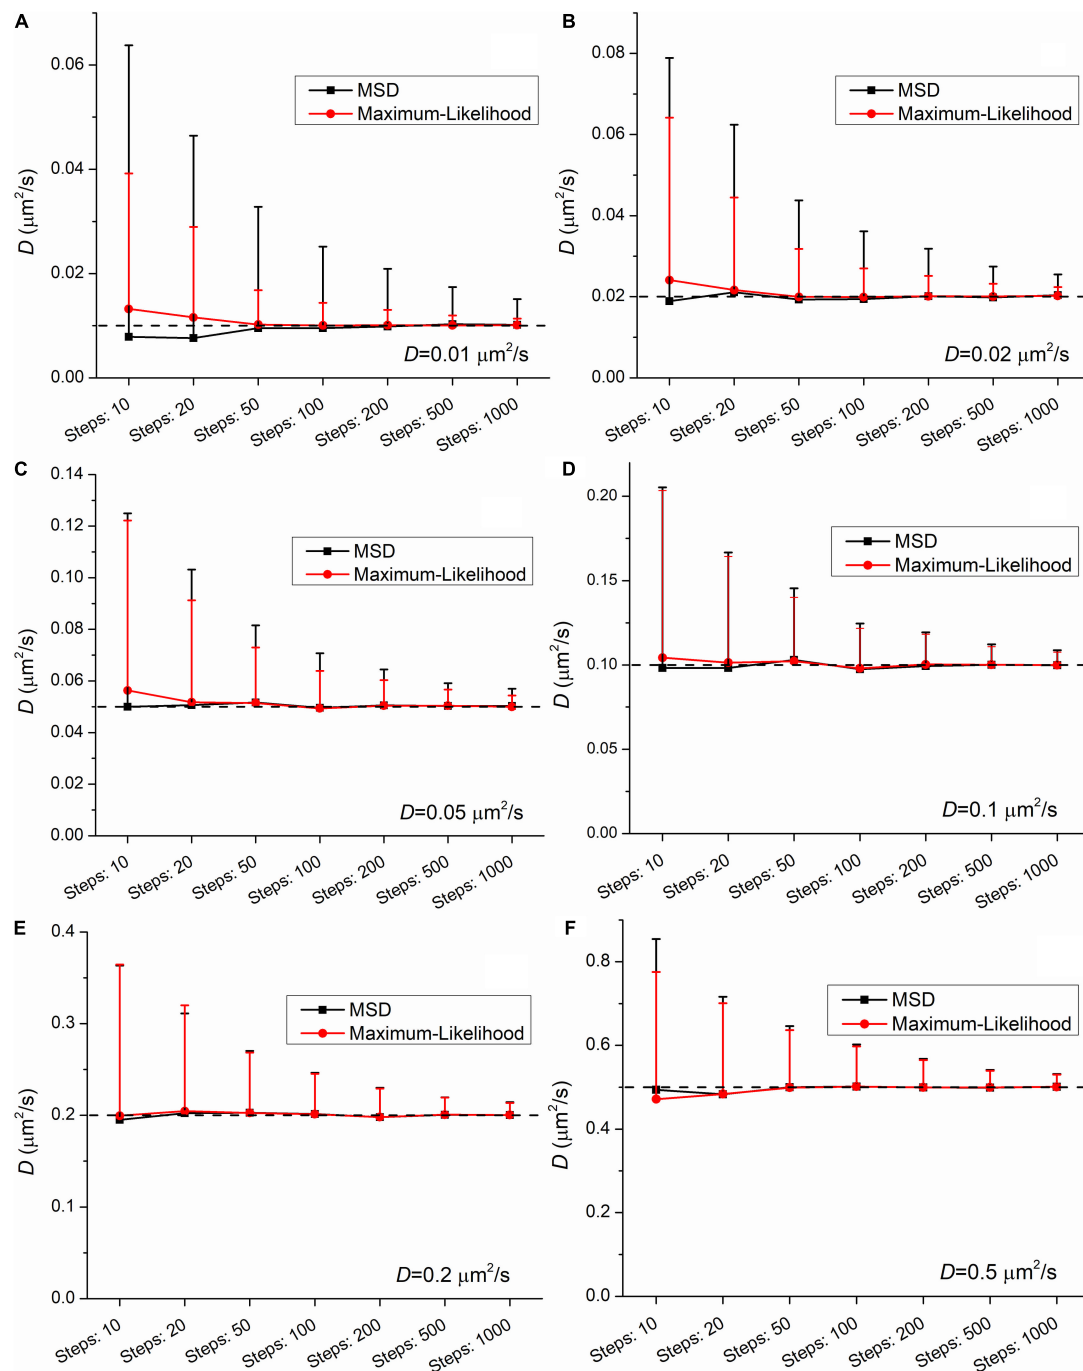 A
0.06
0.04
0.02
0.00
D (μm²/s)
MSD
Maximum-Likelihood
D=0.01 μm²/s
Steps: 10
Steps: 20
Steps: 50
Steps: 100
Steps: 200
Steps: 500
Steps: 1000
B
0.08
0.06
0.04
0.02
0.00
D (μm²/s)
MSD
Maximum-Likelihood
D=0.02 μm²/s
Steps: 10
Steps: 20
Steps: 50
Steps: 100
Steps: 200
Steps: 500
Steps: 1000
C
0.14
0.12
0.10
0.08
0.06
0.04
0.02
0.00
D (μm²/s)
MSD
Maximum-Likelihood
D=0.05 μm²/s
Steps: 10
Steps: 20
Steps: 50
Steps: 100
Steps: 200
Steps: 500
Steps: 1000
D
0.20
0.15
0.10
0.05
0.00
D (μm²/s)
MSD
Maximum-Likelihood
D=0.1 μm²/s
Steps: 10
Steps: 20
Steps: 50
Steps: 100
Steps: 200
Steps: 500
Steps: 1000
E
0.4
0.3
0.2
0.1
0.0
D (μm²/s)
MSD
Maximum-Likelihood
D=0.2 μm²/s
Steps: 10
Steps: 20
Steps: 50
Steps: 100
Steps: 200
Steps: 500
Steps: 1000
F
0.8
0.6
0.4
0.2
0.0
D (μm²/s)
MSD
Maximum-Likelihood
D=0.5 μm²/s
Steps: 10
Steps: 20
Steps: 50
Steps: 100
Steps: 200
Steps: 500
Steps: 1000